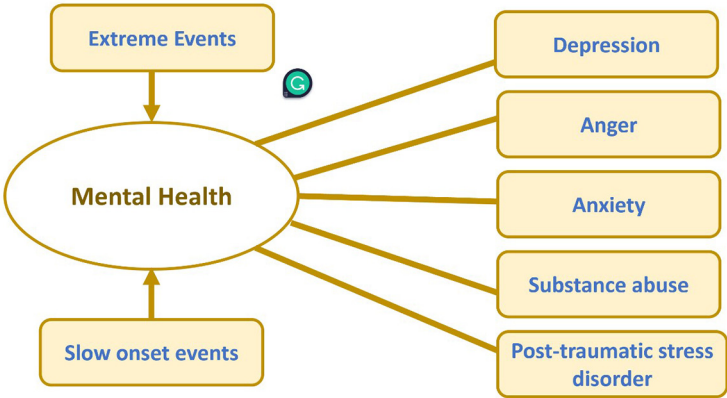 Extreme Events
Mental Health
Slow onset events
Depression
Anger
Anxiety
Substance abuse
Post-traumatic stress
disorder